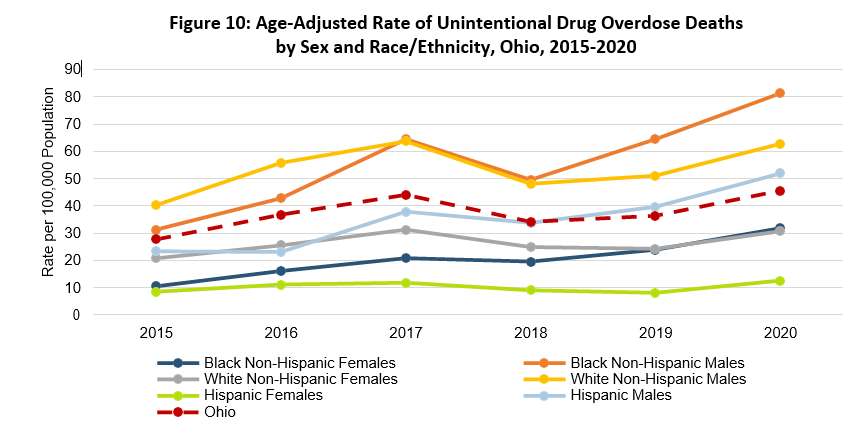 Figure 10: Age-Adjusted Rate of Unintentional Drug Overdose Deaths
by Sex and Race/Ethnicity, Ohio, 2015-2020
Rate per 100,000 Population
90
80
70
60
50
40
30
20
10
0
2015 2016 2017 2018 2019 2020
Black Non-Hispanic Females Black Non-Hispanic Males
White Non-Hispanic Females White Non-Hispanic Males
Hispanic Females Hispanic Males
Ohio